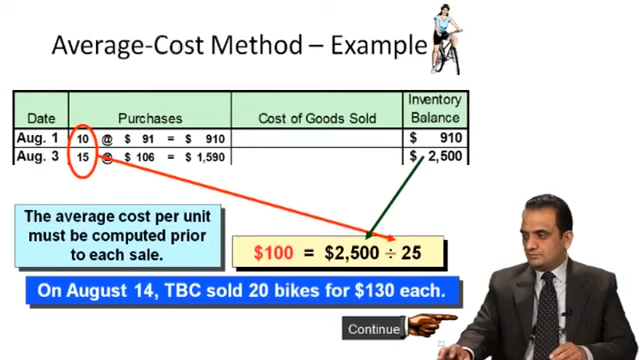 Average-Cost Method – Example
Date Purchases Cost of Goods Sold Inventory Balance
Aug. 1 10 @ $ 91 = $ 910 $ 910
Aug. 3 15 @ $ 106 = $ 1,590 $ 2,500
The average cost per unit
must be computed prior
to each sale.
$100 = $2,500 ÷ 25
On August 14, TBC sold 20 bikes for $130 each.
Continue